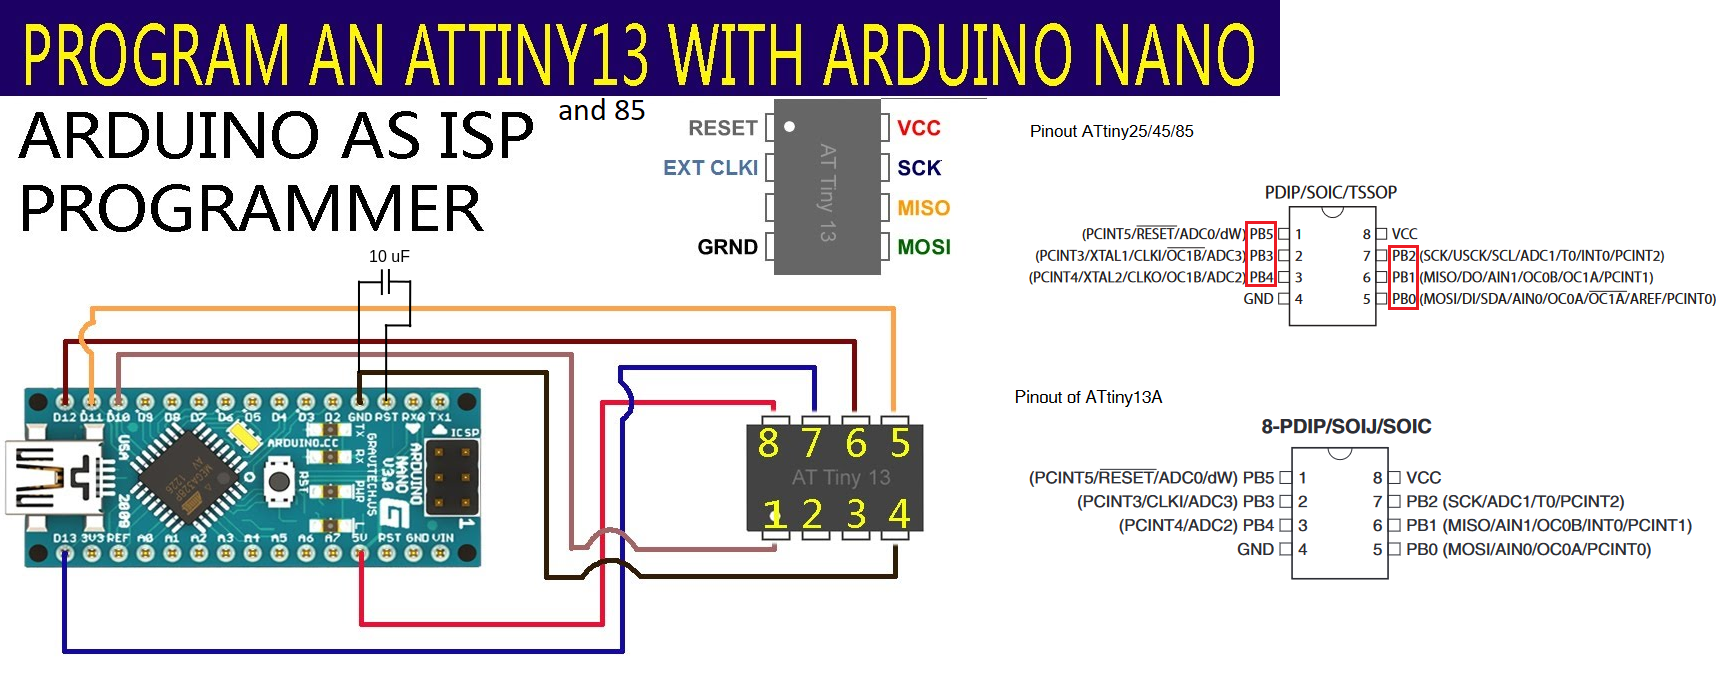 PROGRAM AN ATTINY13 WITH ARDUINO NANO
ARDUINO AS ISP
and 85
PROGRAMMER
RESET
EXT CLKI
GRND
AT Tiny 13
VCC
SCK
MISO
MOSI
10 uF
D12 D11 D10 D9 D8 D7 D6 D5 D4 D3 D2 GND RST RX0 TX1
USA
2009
MEGA328P
AV 1226
ARDUINO.CC
RST
TX
RX
PWR
L
GRAVITECH.US
ARDUINO
NANO
V3.0
ICSP
1
D13 3V3 REF A0 A1 A2 A3 A4 A5 A6 A7 5V RST GND VIN
8 7 6 5
AT Tiny 13
1 2 3 4
Pinout ATtiny25/45/85
PDIP/SOIC/TSSOP
(PCINT5/RESET/ADC0/dW) PB5 1 8 VCC
(PCINT3/XTAL1/CLKI/OC1B/ADC3) PB3 2 7 PB2 (SCK/USCK/SCL/ADC1/T0/INT0/PCINT2)
(PCINT4/XTAL2/CLKO/OC1B/ADC2) PB4 3 6 PB1 (MISO/DO/AIN1/OC0B/OC1A/PCINT1)
GND 4 5 PB0 (MOSI/DI/SDA/AIN0/OC0A/OC1A/AREF/PCINT0)
Pinout of ATtiny13A
8-PDIP/SOIJ/SOIC
(PCINT5/RESET/ADC0/dW) PB5 1 8 VCC
(PCINT3/CLKI/ADC3) PB3 2 7 PB2 (SCK/ADC1/T0/PCINT2)
(PCINT4/ADC2) PB4 3 6 PB1 (MISO/AIN1/OC0B/INT0/PCINT1)
GND 4 5 PB0 (MOSI/AIN0/OC0A/PCINT0)